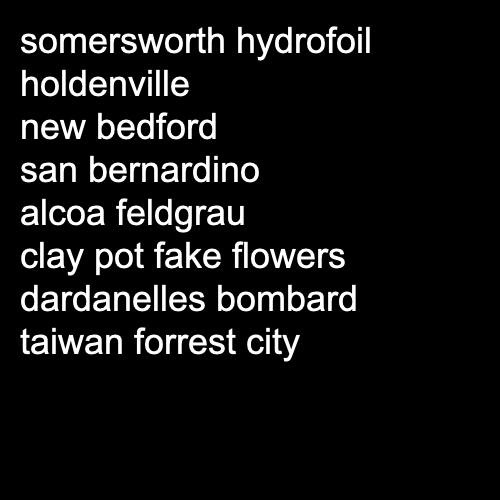 somersworth hydrofoil
holdenville
new bedford
san bernardino
alcoa feldgrau
clay pot fake flowers
dardanelles bombard
taiwan forrest city